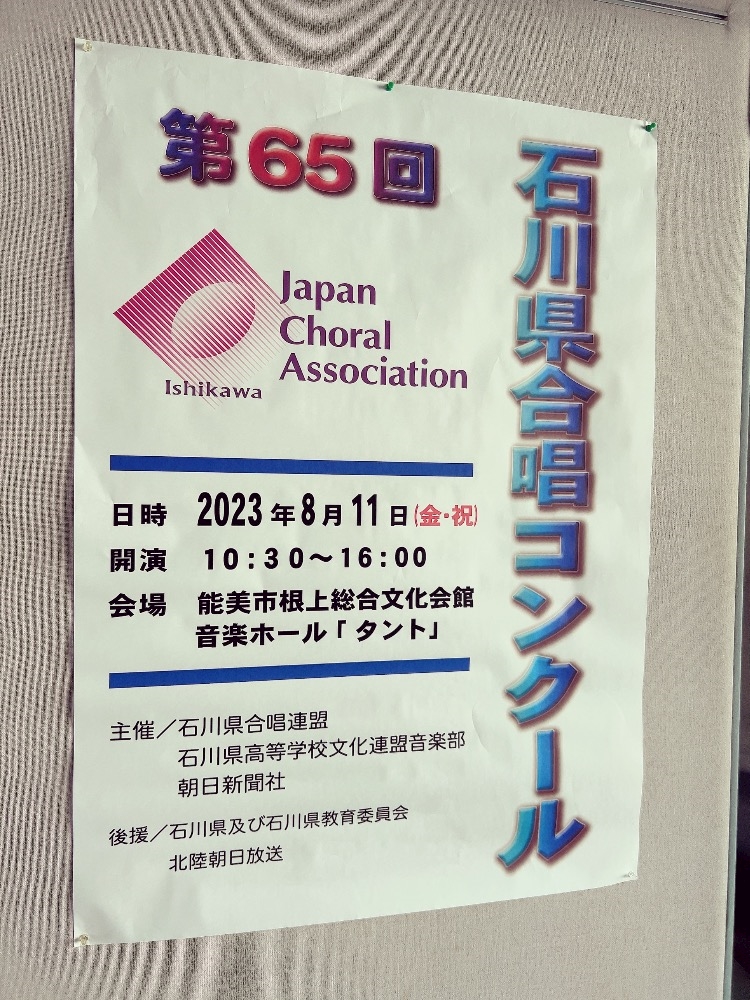 第65回
石川県合唱コンクール
Japan
Choral
Association
Ishikawa
日時 2023年8月11日(金・祝)
開演 10:30～16:00
会場 能美市根上総合文化会館
音楽ホール「タント」
主催／石川県合唱連盟
石川県高等学校文化連盟音楽部
朝日新聞社
後援／石川県及び石川県教育委員会
北陸朝日放送